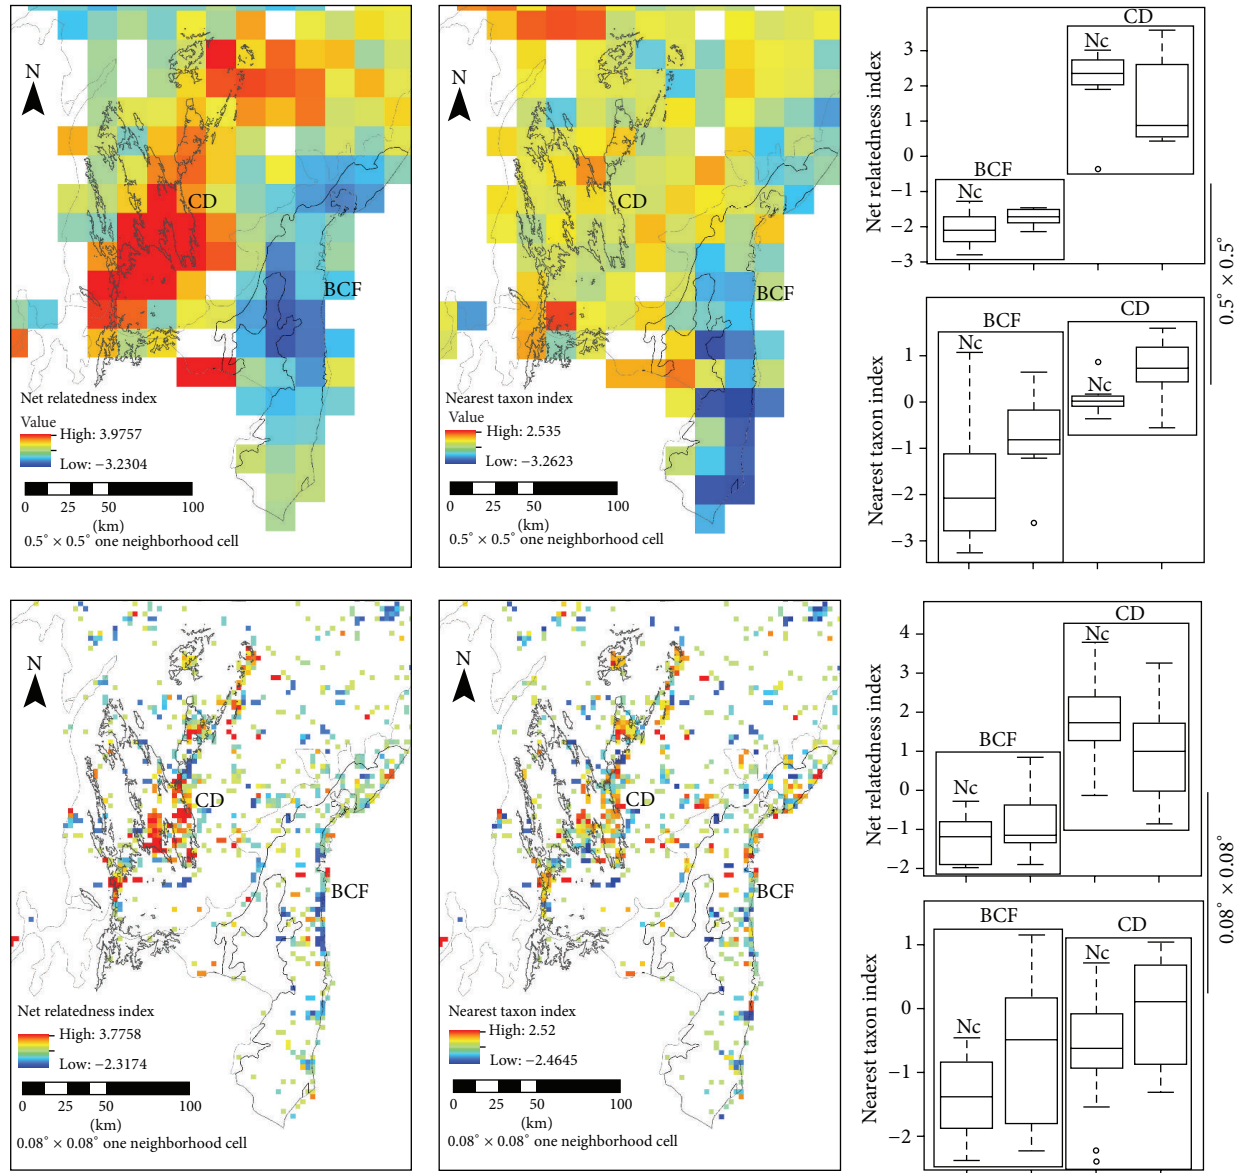 N
CD
BCF
Net relatedness index
Value
High: 3.9757
Low: −3.2304
0 25 50 100
(km)
0.5° × 0.5° one neighborhood cell
N
CD
BCF
Nearest taxon index
Value
High: 2.535
Low: −3.2623
0 25 50 100
(km)
0.5° × 0.5° one neighborhood cell
CD
Nc
BCF
Nc
3
2
1
0
−1
−2
−3
Net relatedness index
CD
BCF
Nc
Nc
1
0
−1
−2
−3
Nearest taxon index
0.5° × 0.5°
N
CD
BCF
Net relatedness index
High: 3.7758
Low: −2.3174
0 25 50 100
(km)
0.08° × 0.08° one neighborhood cell
N
CD
BCF
Nearest taxon index
High: 2.52
Low: −2.4645
0 25 50 100
(km)
0.08° × 0.08° one neighborhood cell
CD
Nc
BCF
Nc
4
3
2
1
0
−1
−2
Net relatedness index
BCF
CD
Nc
Nc
1
0
−1
−2
Nearest taxon index
0.08° × 0.08°